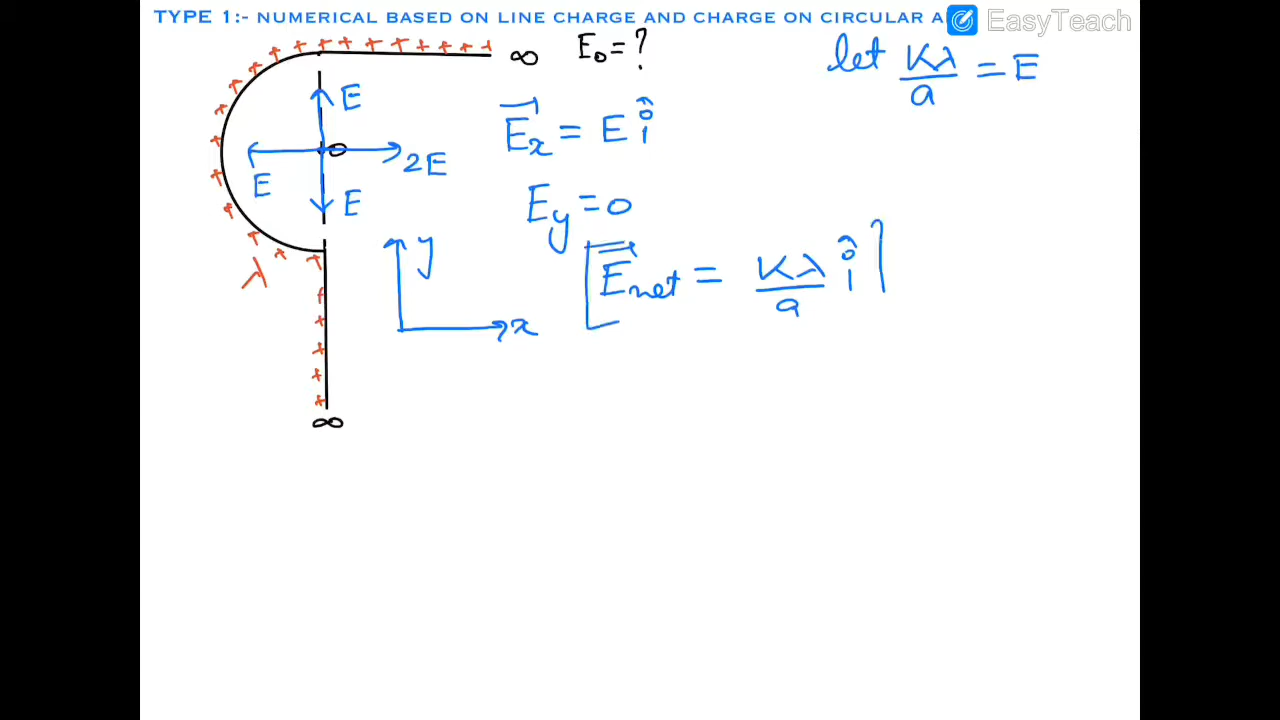 TYPE 1:- NUMERICAL BASED ON LINE CHARGE AND CHARGE ON CIRCULAR A
EasyTeach
+ + + + + + + + + + + + + + + + + + + + + + + + +
∞
E₀ = ?
let Kλ/a = E
E
O
2E
E
E
λ
∞
y
x
E⃗x = E î
Ey = 0
[E⃗net = Kλ/a î]